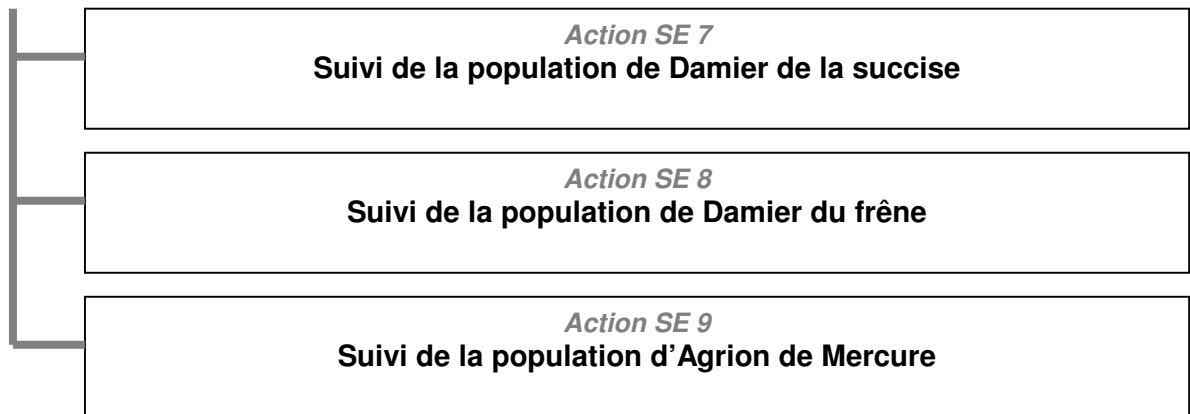 Action SE 7
Suivi de la population de Damier de la succise
Action SE 8
Suivi de la population de Damier du frêne
Action SE 9
Suivi de la population d'Agrion de Mercure